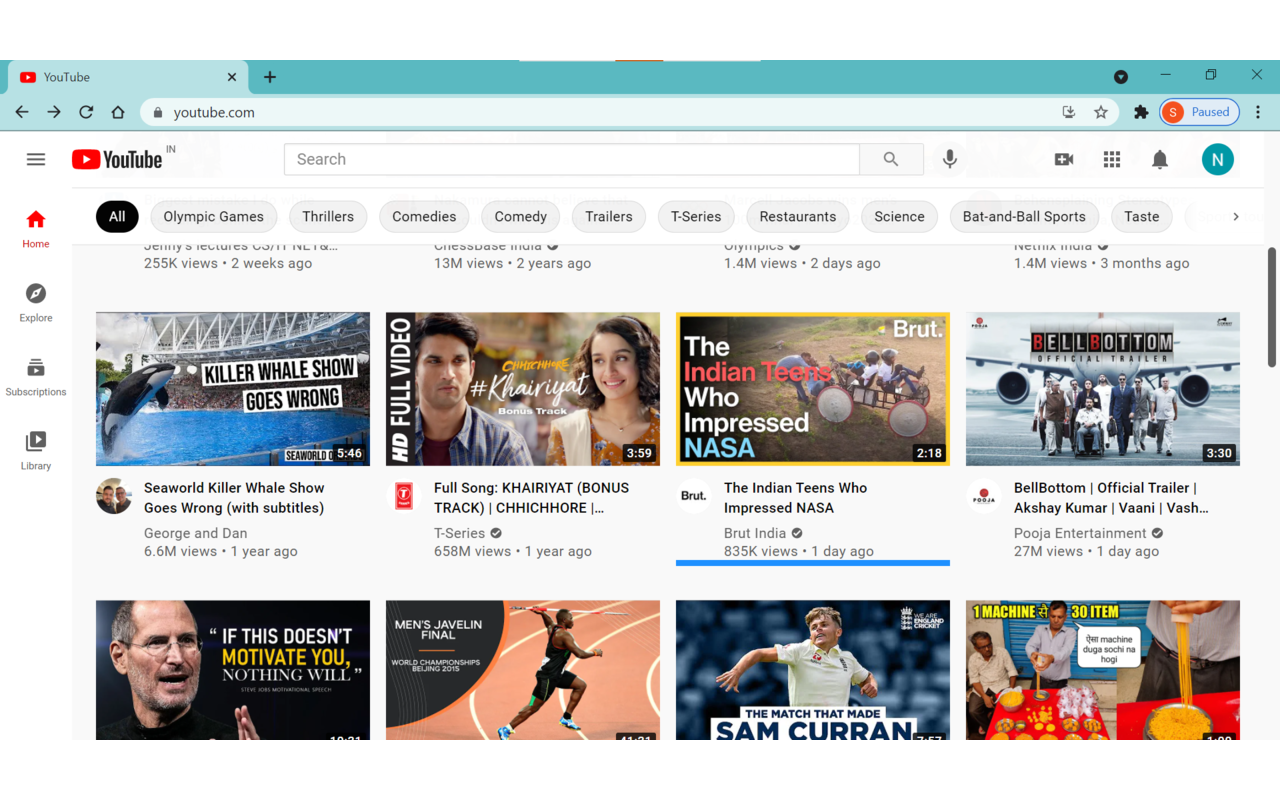 YouTube
youtube.com
S Paused
YouTube IN
Search
N
All
Olympic Games
Thrillers
Comedies
Comedy
Trailers
T-Series
Restaurants
Science
Bat-and-Ball Sports
Taste
Home
Explore
Subscriptions
Library
Jenny's lectures CS/IT NET&...
255K views • 2 weeks ago
ChessBase India
13M views • 2 years ago
Olympics
1.4M views • 2 days ago
Netflix India
1.4M views • 3 months ago
KILLER WHALE SHOW
GOES WRONG
SEAWORLD O
5:46
Seaworld Killer Whale Show
Goes Wrong (with subtitles)
George and Dan
6.6M views • 1 year ago
HD FULL VIDEO
CHHICHHORE
#Khairiyat
Bonus Track
3:59
Full Song: KHAIRIYAT (BONUS
TRACK) | CHHICHHORE |...
T-Series
658M views • 1 year ago
Brut.
The
Indian Teens
Who
Impressed
NASA
2:18
Brut.
The Indian Teens Who
Impressed NASA
Brut India
835K views • 1 day ago
POOJA
BELLBOTTOM
OFFICIAL TRAILER
3:30
POOJA
BellBottom | Official Trailer |
Akshay Kumar | Vaani | Vash...
Pooja Entertainment
27M views • 1 day ago
“ IF THIS DOESN'T
MOTIVATE YOU,
NOTHING WILL ”
STEVE JOBS MOTIVATIONAL SPEECH
MEN'S JAVELIN
FINAL
WORLD CHAMPIONSHIPS
BEIJING 2015
WE ARE
ENGLAND
CRICKET
THE MATCH THAT MADE
SAM CURRAN
7:57
1 MACHINE से 30 ITEM
ऐसा machine
duga sochi na
hogi